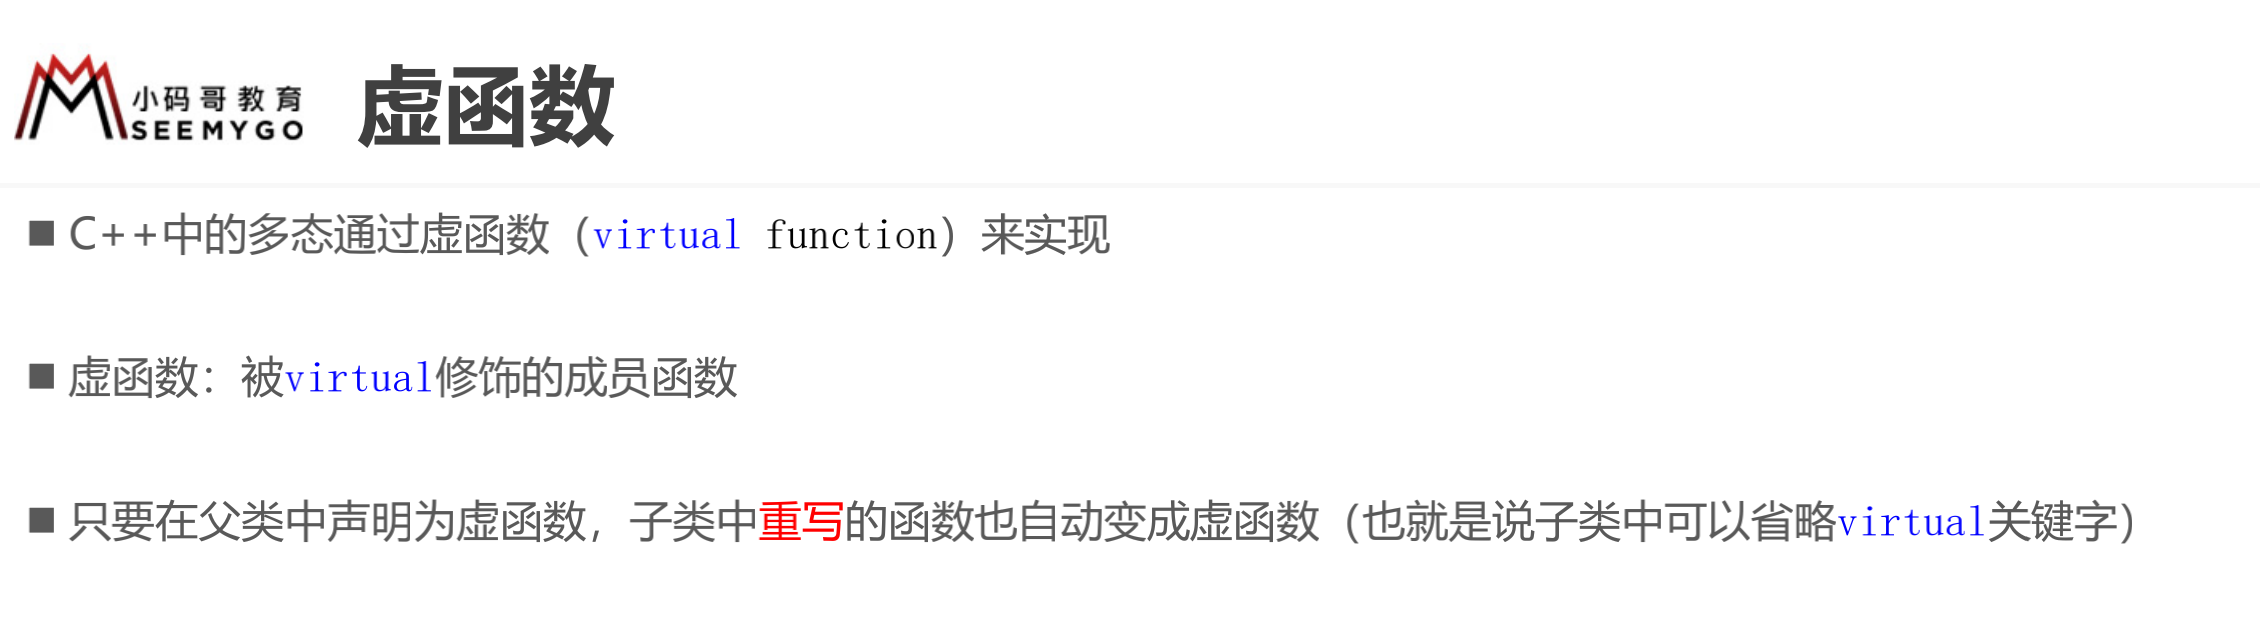 小码哥教育
SEEMYGO
虚函数
■ C++中的多态通过虚函数（virtual function）来实现
■ 虚函数：被virtual修饰的成员函数
■ 只要在父类中声明为虚函数，子类中重写的函数也自动变成虚函数（也就是说子类中可以省略virtual关键字）